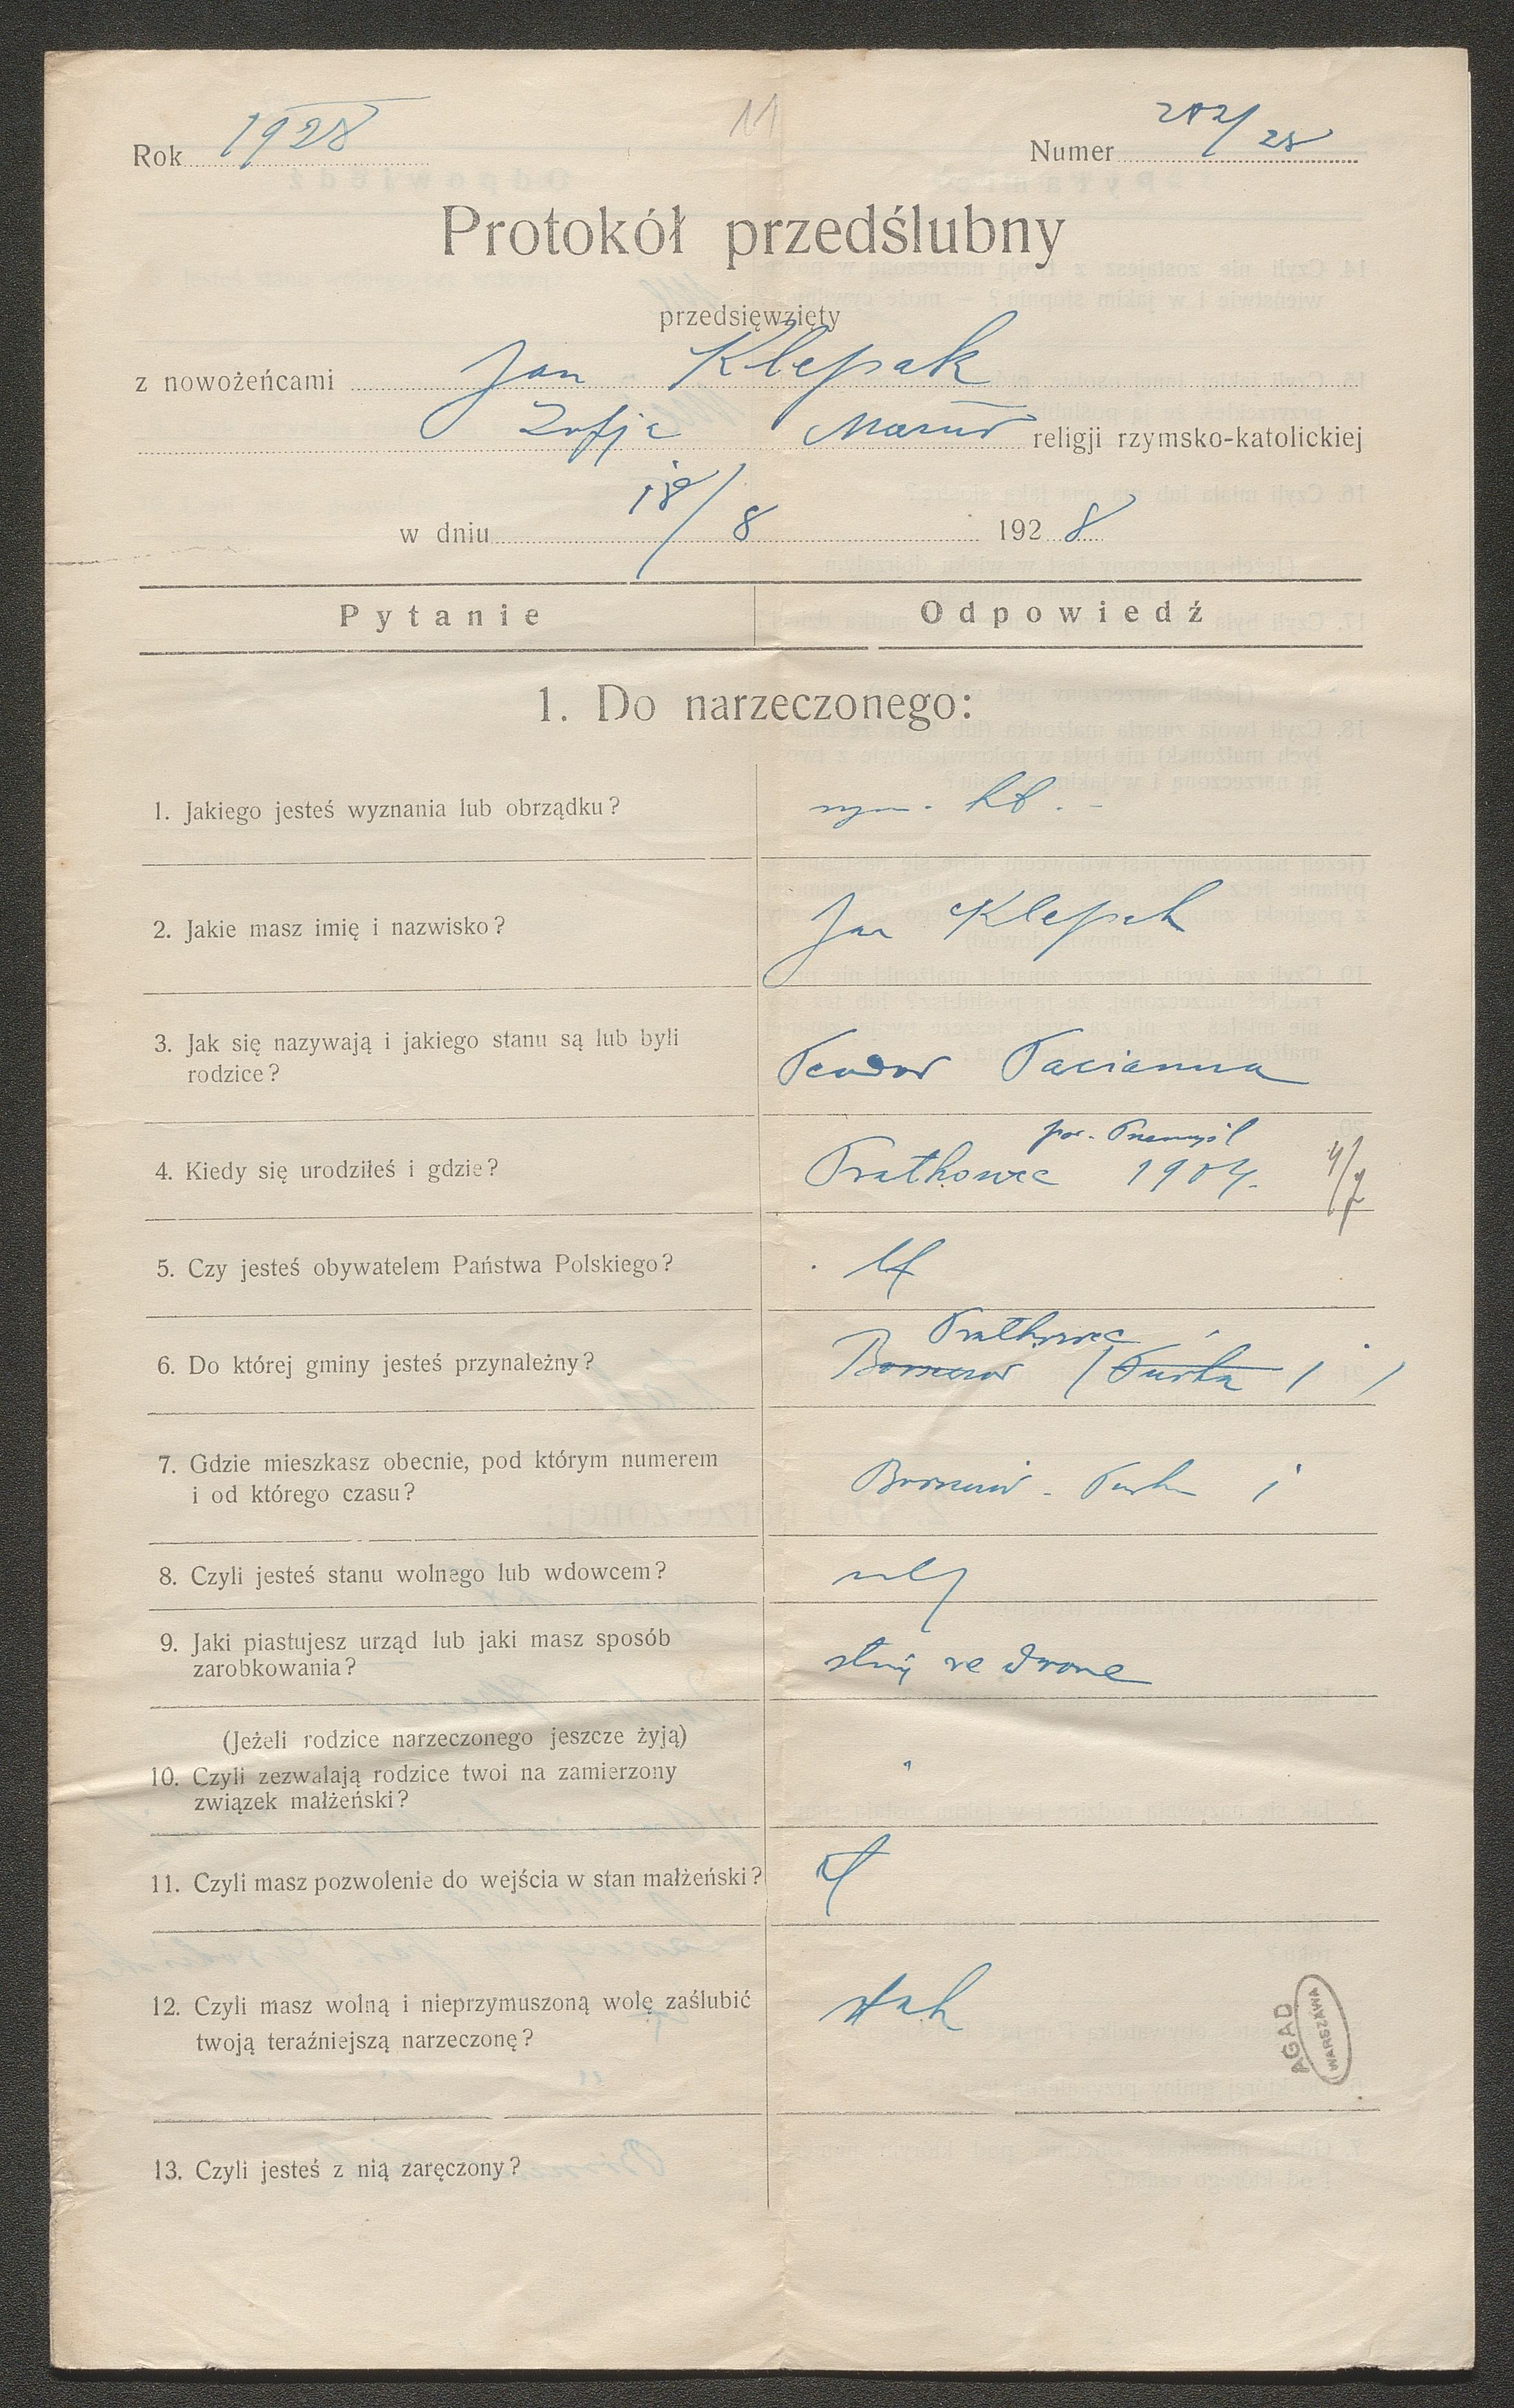 11
Rok 1928 Numer 202/28
Protokół przedślubny
przedsięwzięty
z nowożeńcami Jan Klepak
Zofja Mazur religji rzymsko-katolickiej
w dniu 18/8 1928
Pytanie Odpowiedź
1. Do narzeczonego:
1. Jakiego jesteś wyznania lub obrządku? rzym. kt. -
2. Jakie masz imię i nazwisko? Jan Klepak
3. Jak się nazywają i jakiego stanu są lub byli
rodzice? Teodor Tacianna
pow. Przemyśl
4. Kiedy się urodziłeś i gdzie? 1904.
5. Czy jesteś obywatelem Państwa Polskiego?
6. Do której gminy jesteś przynależny?
7. Gdzie mieszkasz obecnie, pod którym numerem
i od którego czasu?
8. Czyli jesteś stanu wolnego lub wdowcem?
9. Jaki piastujesz urząd lub jaki masz sposób
zarobkowania? we dworze
(Jeżeli rodzice narzeczonego jeszcze żyją)
10. Czyli zezwalają rodzice twoi na zamierzony
związek małżeński?
11. Czyli masz pozwolenie do wejścia w stan małżeński?
12. Czyli masz wolną i nieprzymuszoną wolę zaślubić tak
twoją teraźniejszą narzeczonę?
AGAD
WARSZAWA
13. Czyli jesteś z nią zaręczony?